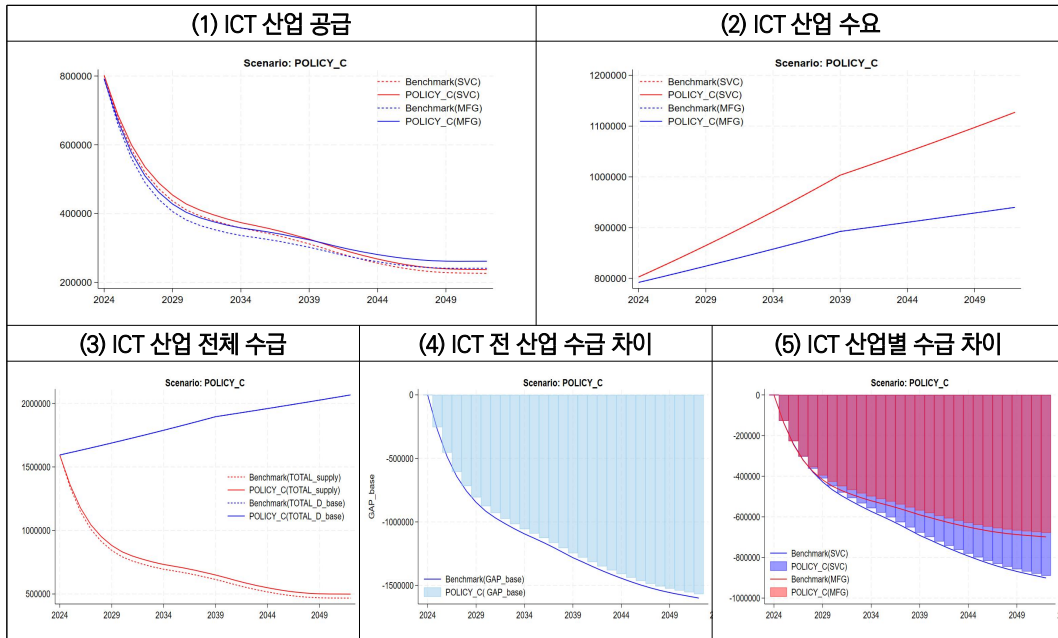 (1) ICT 산업 공급
(2) ICT 산업 수요
Scenario: POLICY_C
Benchmark(SVC)
POLICY_C(SVC)
Benchmark(MFG)
POLICY_C(MFG)
800000
600000
400000
200000
2024 2029 2034 2039 2044 2049
Scenario: POLICY_C
Benchmark(SVC)
POLICY_C(SVC)
Benchmark(MFG)
POLICY_C(MFG)
1200000
1100000
1000000
900000
800000
2024 2029 2034 2039 2044 2049
(3) ICT 산업 전체 수급
(4) ICT 전 산업 수급 차이
(5) ICT 산업별 수급 차이
Scenario: POLICY_C
2000000
1500000
1000000
500000
Benchmark(TOTAL_supply)
POLICY_C(TOTAL_supply)
Benchmark(TOTAL_D_base)
POLICY_C(TOTAL_D_base)
2024 2029 2034 2039 2044 2049
Scenario: POLICY_C
GAP_base
0
-500000
-1000000
-1500000
Benchmark(GAP_base)
POLICY_C( GAP_base)
2024 2029 2034 2039 2044 2049 2
Scenario: POLICY_C
0
-200000
-400000
-600000
-800000
-1000000
Benchmark(SVC)
POLICY_C(SVC)
Benchmark(MFG)
POLICY_C(MFG)
2024 2029 2034 2039 2044 2049